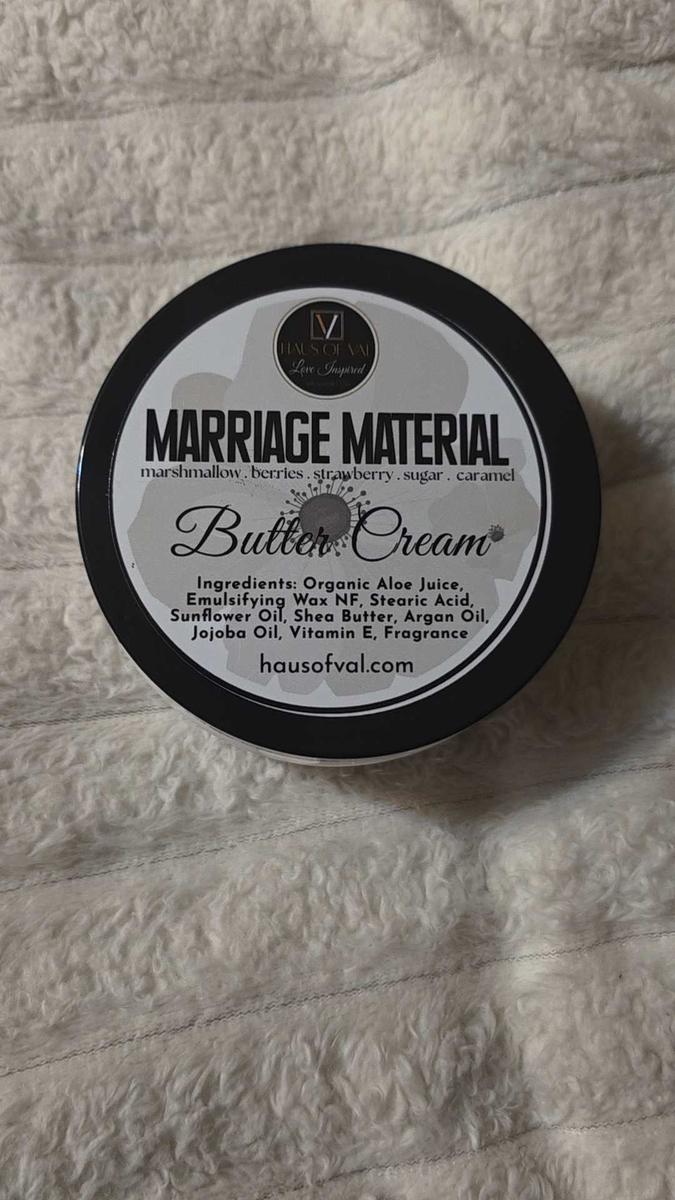 V
HAUS OF VAL
Love Inspired
MARRIAGE MATERIAL
marshmallow . berries . strawberry . sugar . caramel
Butter Cream
Ingredients: Organic Aloe Juice,
Emulsifying Wax NF, Stearic Acid,
Sunflower Oil, Shea Butter, Argan Oil,
Jojoba Oil, Vitamin E, Fragrance
hausofval.com